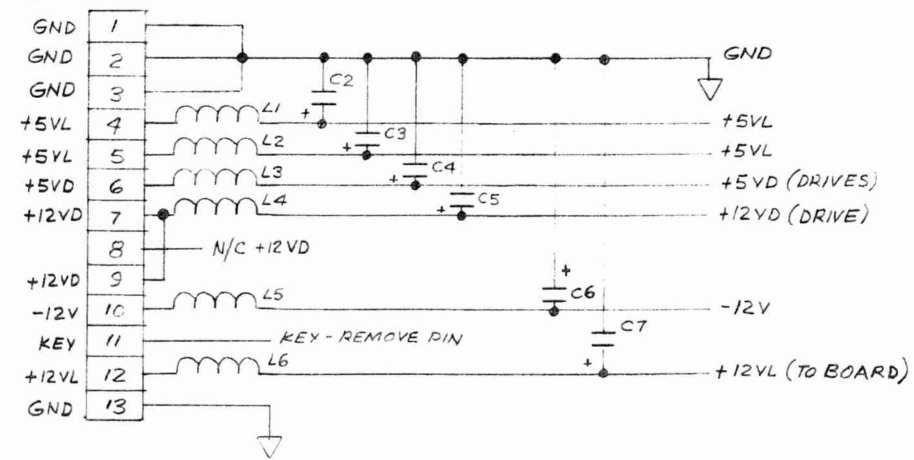 GND 1
GND 2 GND
C2
GND 3
+5VL 4 L1 + +5VL
C3
+5VL 5 L2 + +5VL
C4
+5VD 6 L3 + +5VD (DRIVES)
C5
+12VD 7 L4 + +12VD (DRIVE)
8 N/C +12VD
+12VD 9
+
C6
-12V 10 L5 -12V
C7
KEY 11 KEY - REMOVE PIN
+12VL 12 L6 + +12VL (TO BOARD)
GND 13